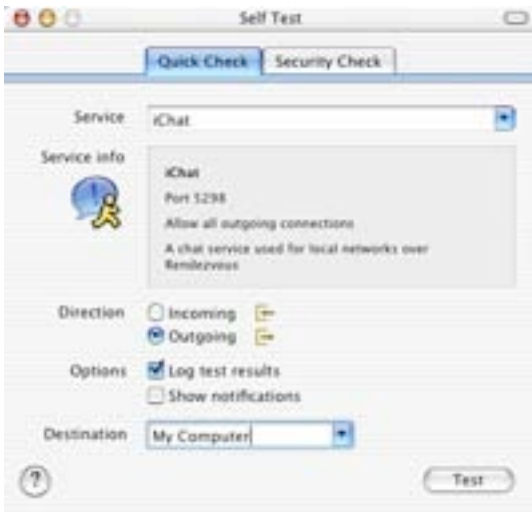 Self Test
Quick Check Security Check
Service iChat
Service info
iChat
Port 5298
Allow all outgoing connections
A chat service used for local networks over
Rendezvous
Direction Incoming
Outgoing
Options Log test results
Show notifications
Destination My Computer
? Test